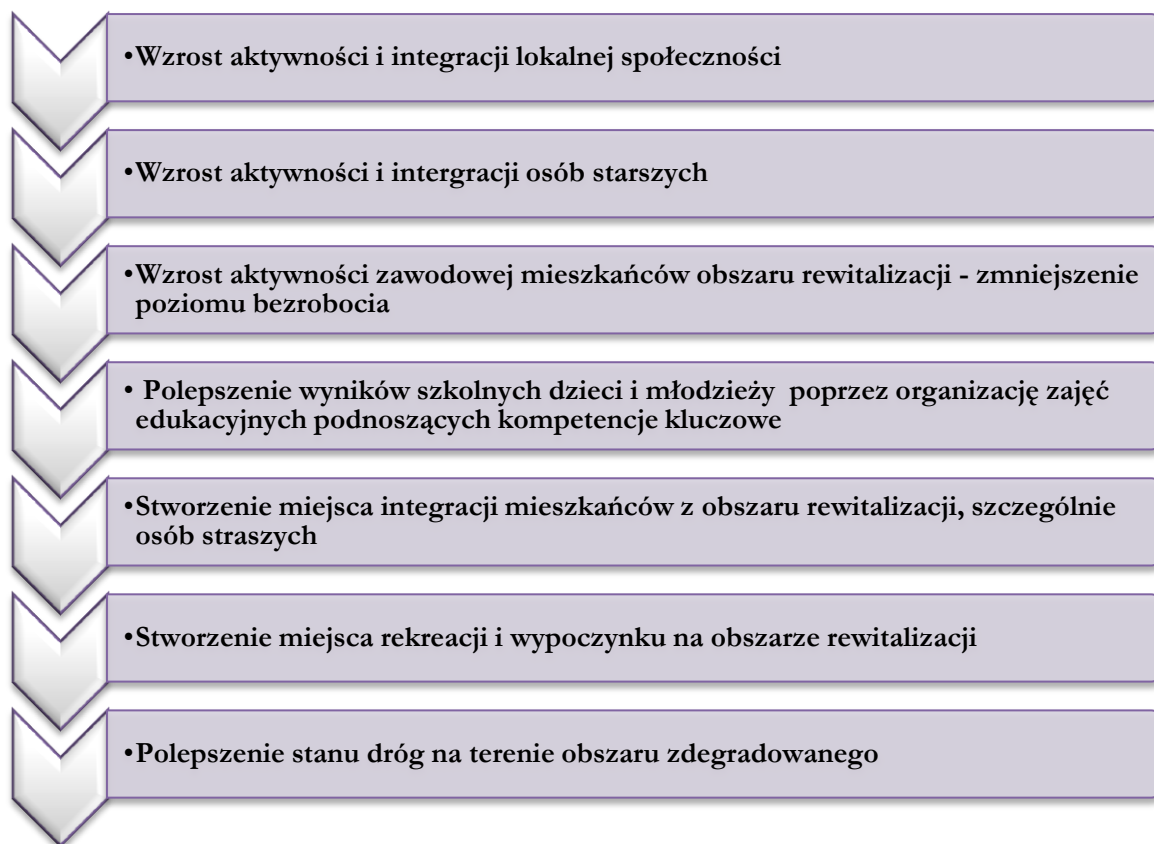 •Wzrost aktywności i integracji lokalnej społeczności
•Wzrost aktywności i intergracji osób starszych
•Wzrost aktywności zawodowej mieszkańców obszaru rewitalizacji - zmniejszenie
poziomu bezrobocia
• Polepszenie wyników szkolnych dzieci i młodzieży  poprzez organizację zajęć
edukacyjnych podnoszących kompetencje kluczowe
•Stworzenie miejsca integracji mieszkańców z obszaru rewitalizacji, szczególnie
osób straszych
•Stworzenie miejsca rekreacji i wypoczynku na obszarze rewitalizacji
•Polepszenie stanu dróg na terenie obszaru zdegradowanego